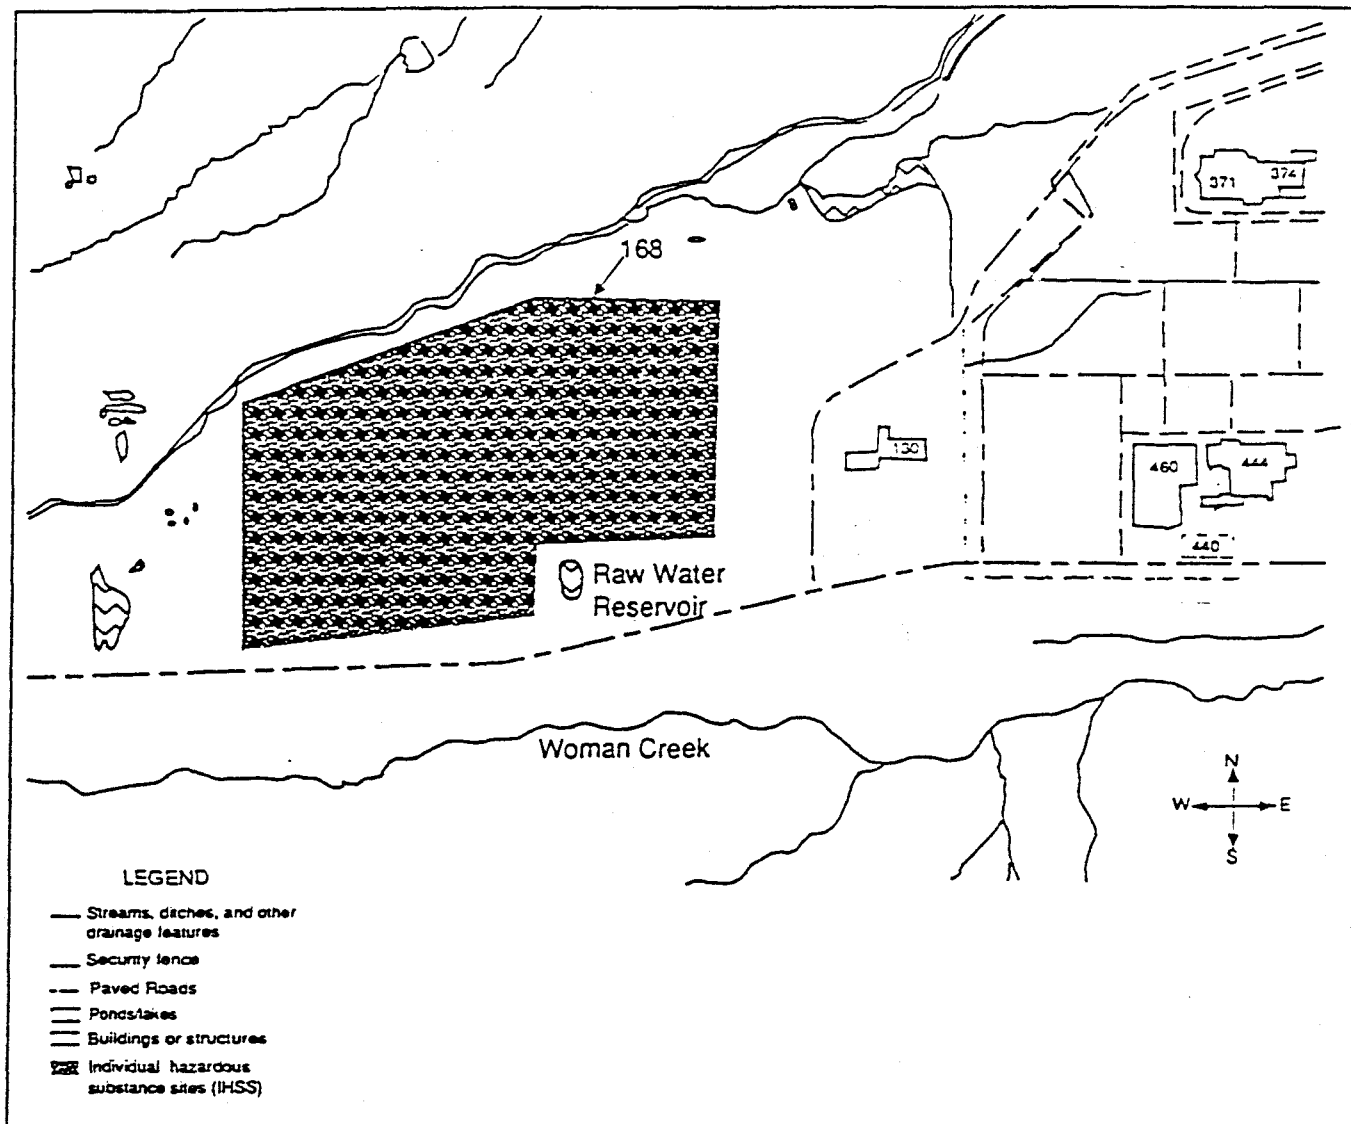 168
371
374
130
460
444
440
Raw Water
Reservoir
Woman Creek
N
W
E
S
LEGEND
Streams, ditches, and other
drainage features
Security fence
Paved Roads
Ponds/lakes
Buildings or structures
Individual hazardous
substance sites (IHSS)